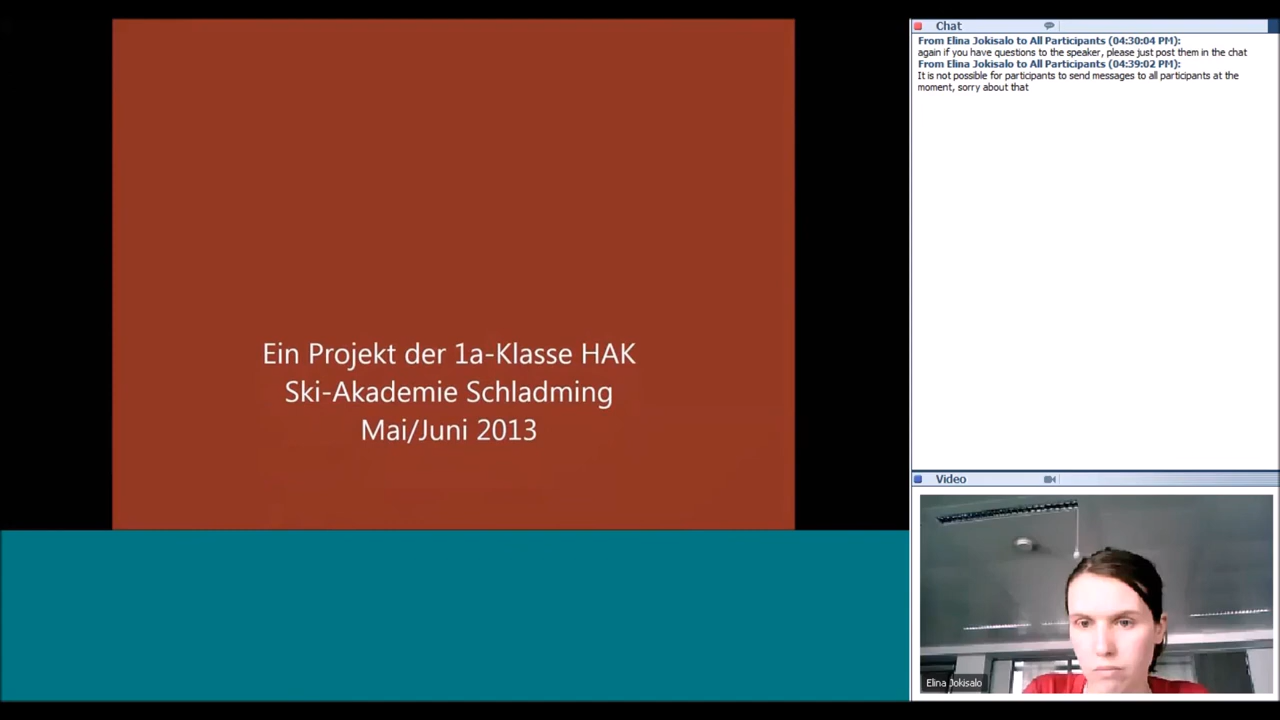 Ein Projekt der 1a-Klasse HAK
Ski-Akademie Schladming
Mai/Juni 2013
Chat
From Elina Jokisalo to All Participants (04:30:04 PM):
again if you have questions to the speaker, please just post them in the chat
From Elina Jokisalo to All Participants (04:39:02 PM):
It is not possible for participants to send messages to all participants at the
moment, sorry about that
Video
Elina Jokisalo